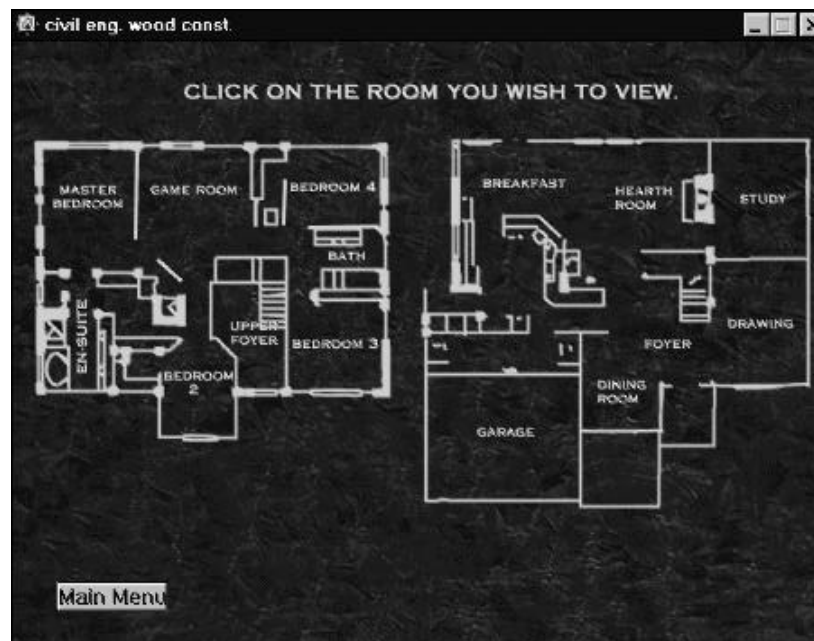 civil eng. wood const.
CLICK ON THE ROOM YOU WISH TO VIEW.
MASTER
BEDROOM
GAME ROOM
BEDROOM 4
BATH
EN-SUITE
UPPER
FOYER
BEDROOM 3
BEDROOM
2
BREAKFAST
HEARTH
ROOM
STUDY
DRAWING
FOYER
DINING
ROOM
GARAGE
Main Menu